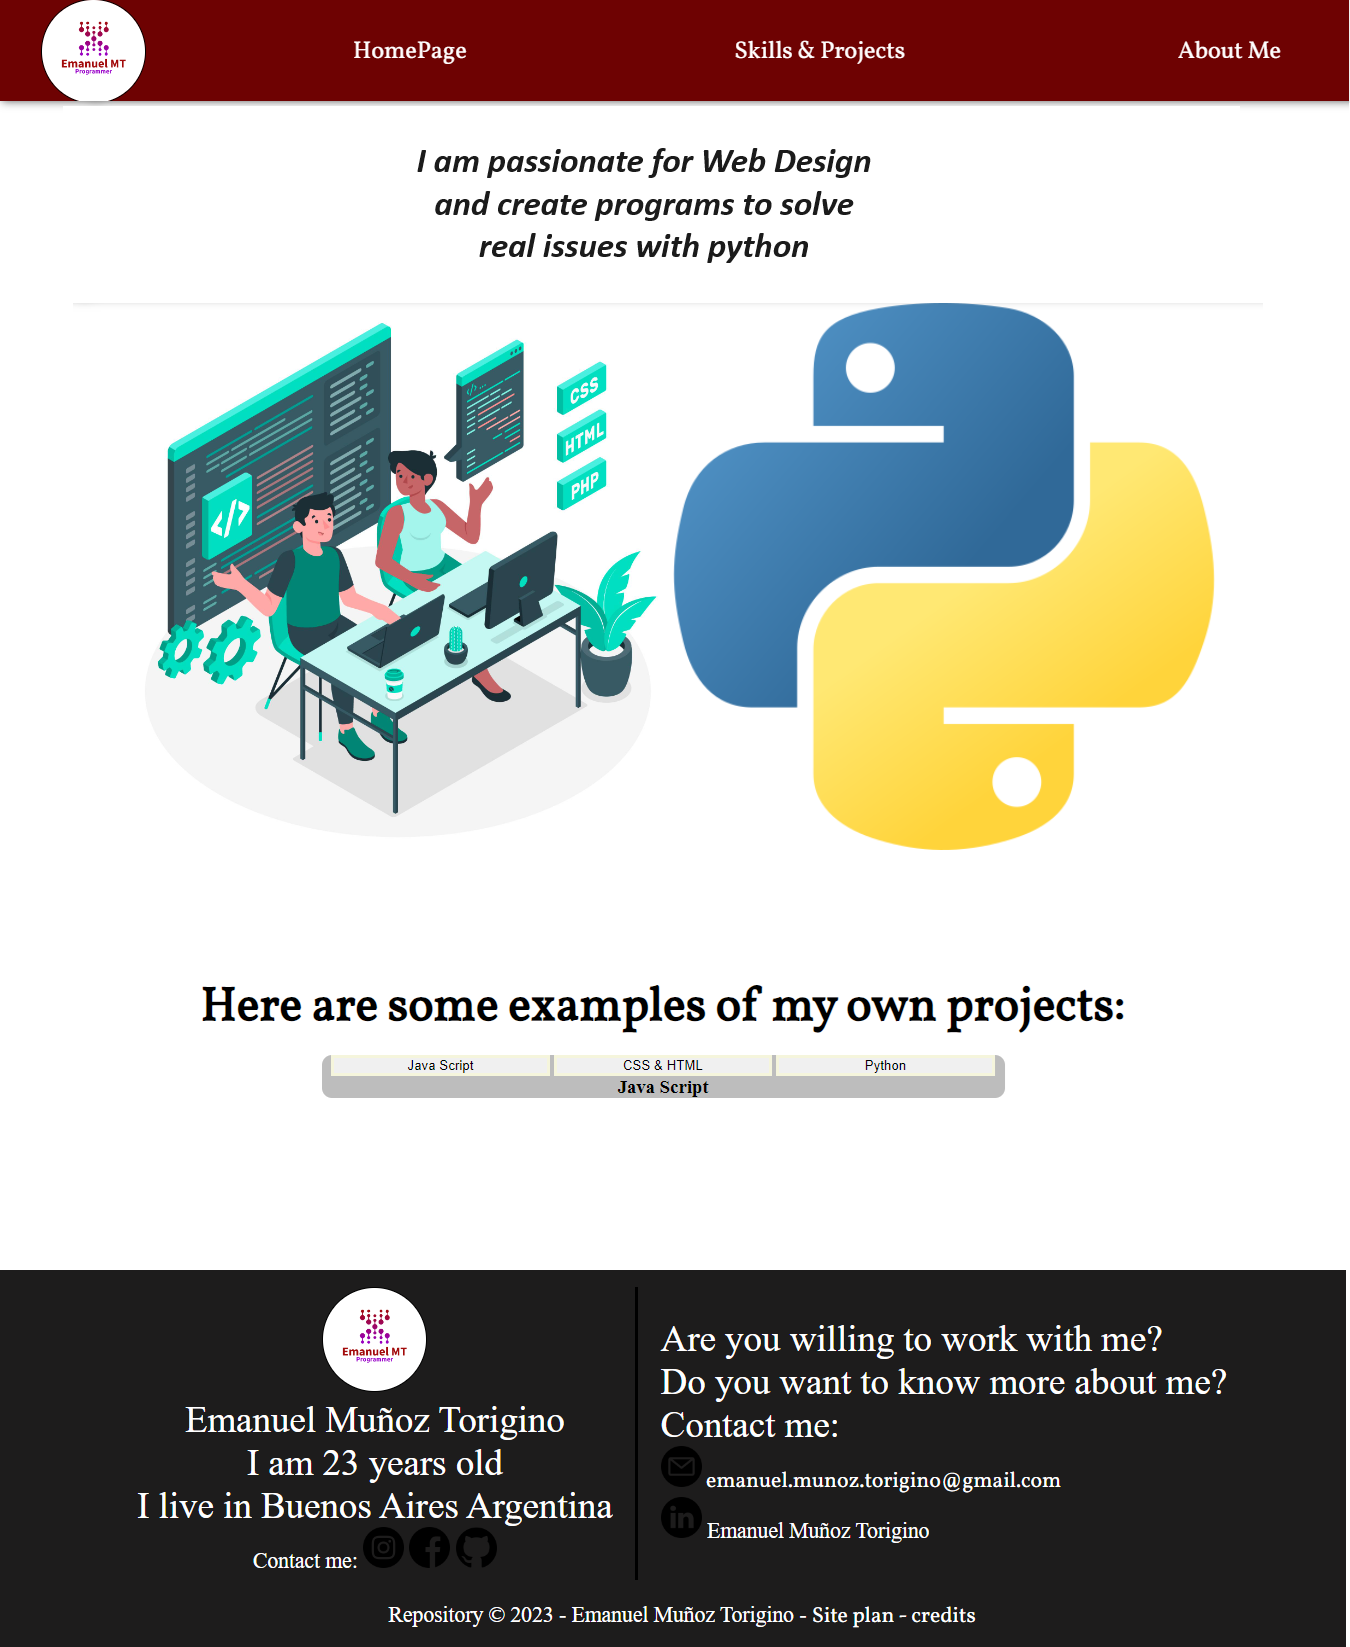 Emanuel MT
Programmer
HomePage
Skills & Projects
About Me
I am passionate for Web Design
and create programs to solve
real issues with python
CSS
HTML
PHP
</>
</>...
Here are some examples of my own projects:
Java Script
CSS & HTML
Python
Java Script
Emanuel MT
Programmer
Emanuel Muñoz Torigino
I am 23 years old
I live in Buenos Aires Argentina
Contact me:
Are you willing to work with me?
Do you want to know more about me?
Contact me:
emanuel.munoz.torigino@gmail.com
in
Emanuel Muñoz Torigino
Repository © 2023 - Emanuel Muñoz Torigino - Site plan - credits